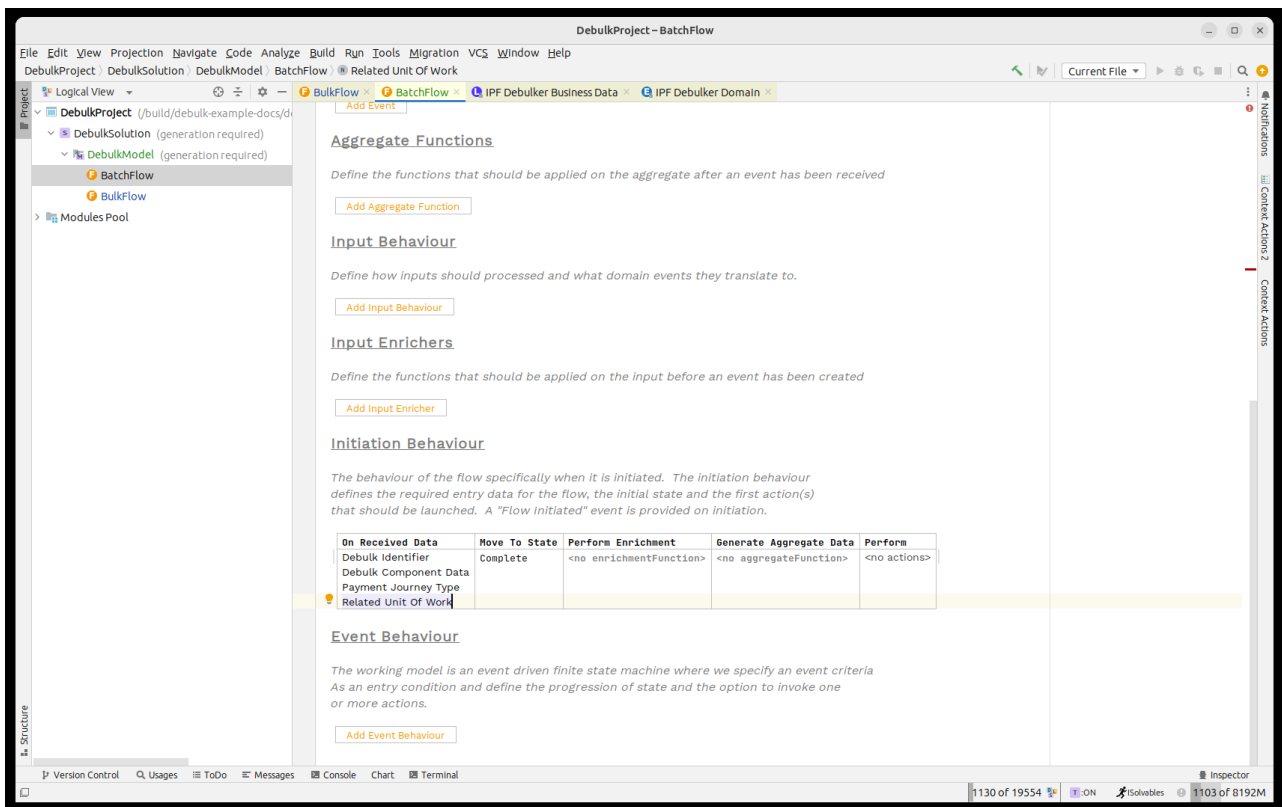 DebulkProject – BatchFlow
File Edit View Projection Navigate Code Analyze Build Run Tools Migration VCS Window Help
DebulkProject DebulkSolution DebulkModel BatchFlow Related Unit Of Work
Current File
Project
Logical View
BulkFlow
BatchFlow
IPF Debulker Business Data
IPF Debulker Domain
DebulkProject (/build/debulk-example-docs/de
DebulkSolution (generation required)
DebulkModel (generation required)
BatchFlow
BulkFlow
Modules Pool
Add Event
Aggregate Functions
Define the functions that should be applied on the aggregate after an event has been received
Add Aggregate Function
Input Behaviour
Define how inputs should processed and what domain events they translate to.
Add Input Behaviour
Input Enrichers
Define the functions that should be applied on the input before an event has been created
Add Input Enricher
Initiation Behaviour
The behaviour of the flow specifically when it is initiated. The initiation behaviour
defines the required entry data for the flow, the initial state and the first action(s)
that should be launched. A "Flow Initiated" event is provided on initiation.
On Received Data Move To State Perform Enrichment Generate Aggregate Data Perform
Debulk Identifier Complete <no enrichmentFunction> <no aggregateFunction> <no actions>
Debulk Component Data
Payment Journey Type
Related Unit Of Work
Event Behaviour
The working model is an event driven finite state machine where we specify an event criteria
As an entry condition and define the progression of state and the option to invoke one
or more actions.
Add Event Behaviour
Notifications
Context Actions 2
Context Actions
Structure
Version Control Usages ToDo Messages Console Chart Terminal Inspector
1130 of 19554 T :ON ISolvables 1103 of 8192M